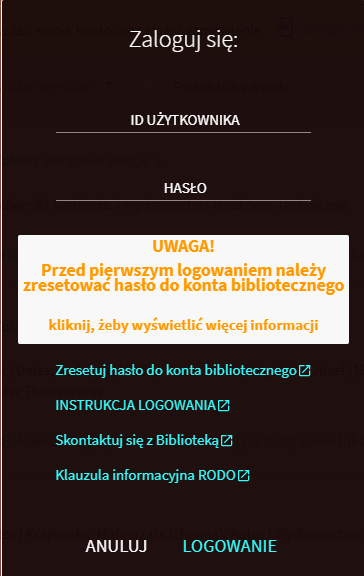 Zaloguj się:
ID UŻYTKOWNIKA
HASŁO
UWAGA!
Przed pierwszym logowaniem należy
zresetować hasło do konta bibliotecznego
kliknij, żeby wyświetlić więcej informacji
Zresetuj hasło do konta bibliotecznego
INSTRUKCJA LOGOWANIA
Skontaktuj się z Biblioteką
Klauzula informacyjna RODO
ANULUJ LOGOWANIE